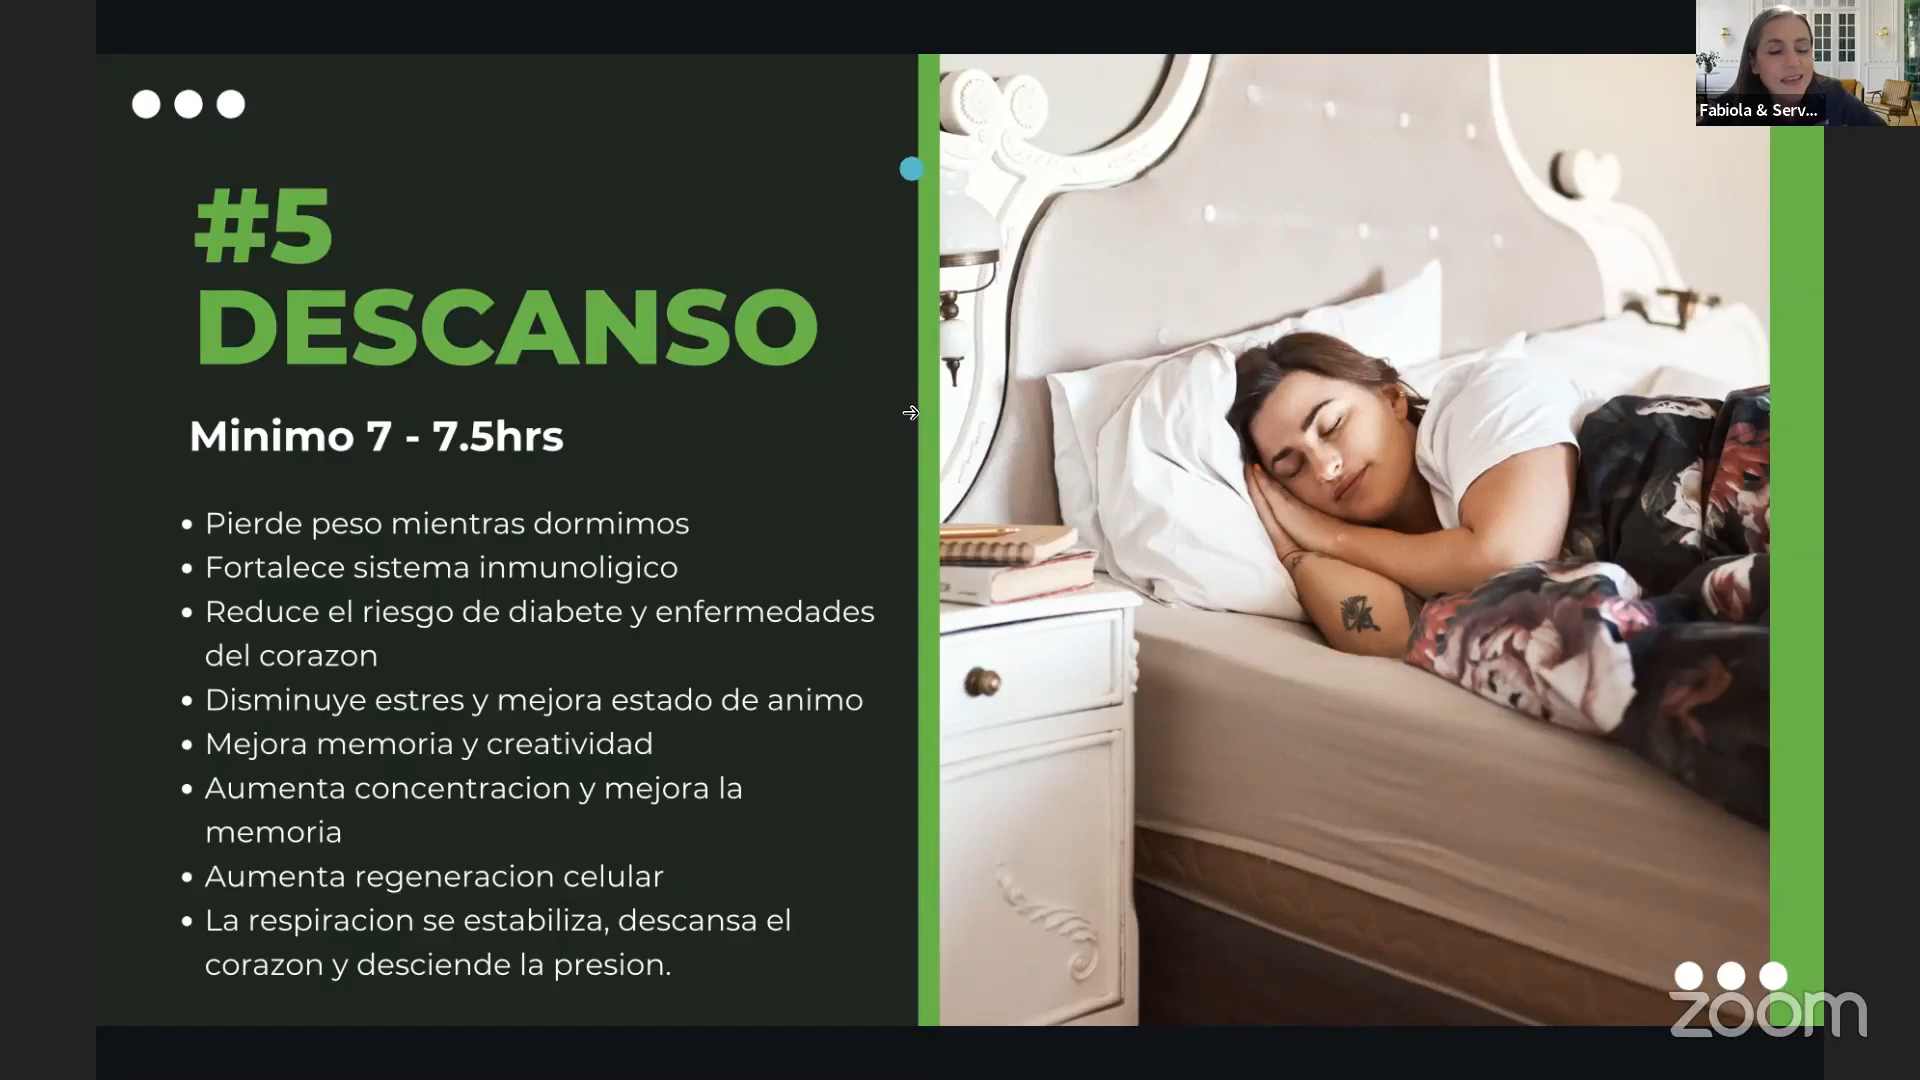 #5
DESCANSO
Minimo 7 - 7.5hrs
Pierde peso mientras dormimos
Fortalece sistema inmunoligico
Reduce el riesgo de diabete y enfermedades
del corazon
Disminuye estres y mejora estado de animo
Mejora memoria y creatividad
Aumenta concentracion y mejora la
memoria
Aumenta regeneracion celular
La respiracion se estabiliza, descansa el
corazon y desciende la presion.
Fabiola & Serv...
zoom